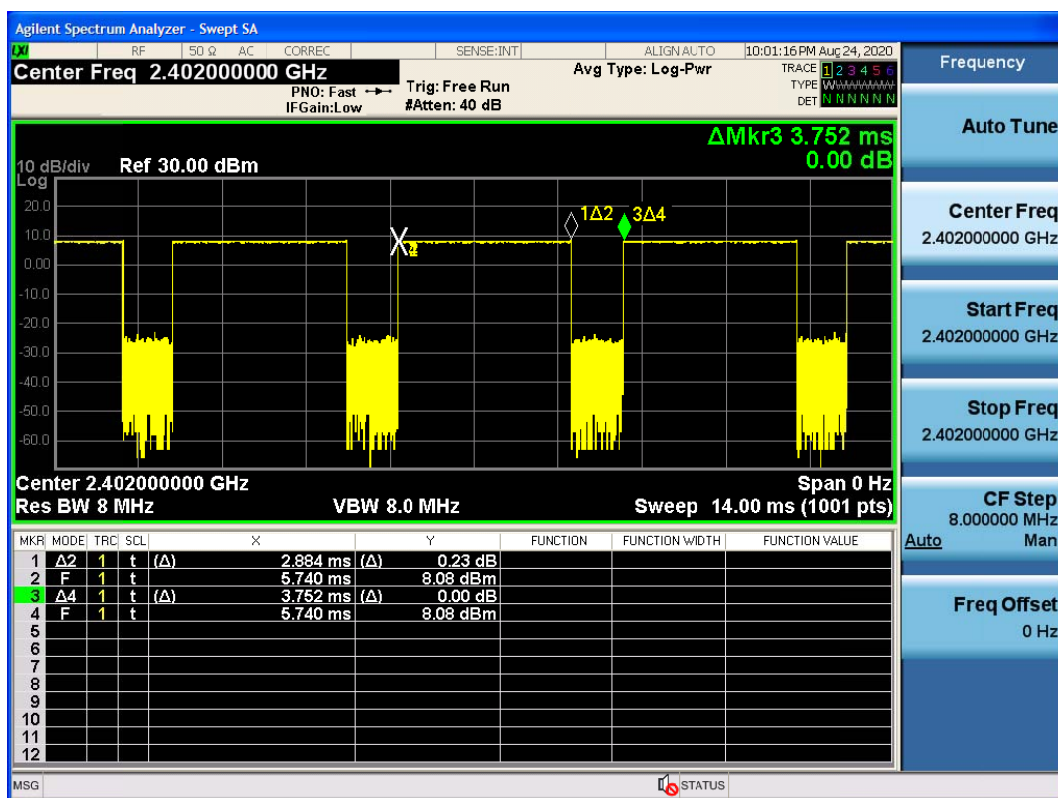 Agilent Spectrum Analyzer - Swept SA
LXI RF 50 Ω AC CORREC SENSE:INT ALIGN AUTO 10:01:16 PM Aug 24, 2020
Center Freq 2.402000000 GHz
PNO: Fast
IFGain:Low
Trig: Free Run
#Atten: 40 dB
Avg Type: Log-Pwr
TRACE 1 2 3 4 5 6
TYPE WWWWWW
DET N N N N N N
ΔMkr3 3.752 ms
0.00 dB
10 dB/div Ref 30.00 dBm
Log
20.0
10.0
0.00
-10.0
-20.0
-30.0
-40.0
-50.0
-60.0
1Δ2 3Δ4
Center 2.402000000 GHz Span 0 Hz
Res BW 8 MHz VBW 8.0 MHz Sweep 14.00 ms (1001 pts)
MKR MODE TRC SCL X Y FUNCTION FUNCTION WIDTH FUNCTION VALUE
1 Δ2 1 t (Δ) 2.884 ms (Δ) 0.23 dB
2 F 1 t 5.740 ms 8.08 dBm
3 Δ4 1 t (Δ) 3.752 ms (Δ) 0.00 dB
4 F 1 t 5.740 ms 8.08 dBm
5
6
7
8
9
10
11
12
MSG STATUS
Frequency
Auto Tune
Center Freq
2.402000000 GHz
Start Freq
2.402000000 GHz
Stop Freq
2.402000000 GHz
CF Step
8.000000 MHz
Auto Man
Freq Offset
0 Hz